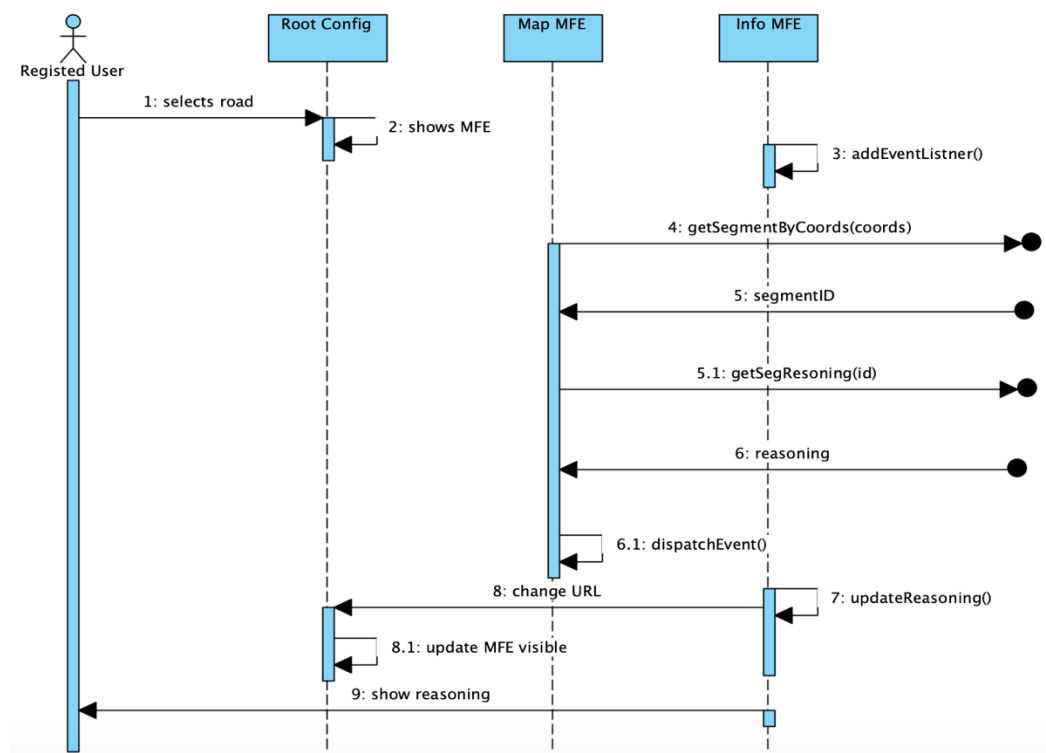 Root Config
Map MFE
Info MFE
Registed User
1: selects road
2: shows MFE
3: addEventListner()
4: getSegmentByCoords(coords)
5: segmentID
5.1: getSegResoning(id)
6: reasoning
6.1: dispatchEvent()
8: change URL
7: updateReasoning()
8.1: update MFE visible
9: show reasoning